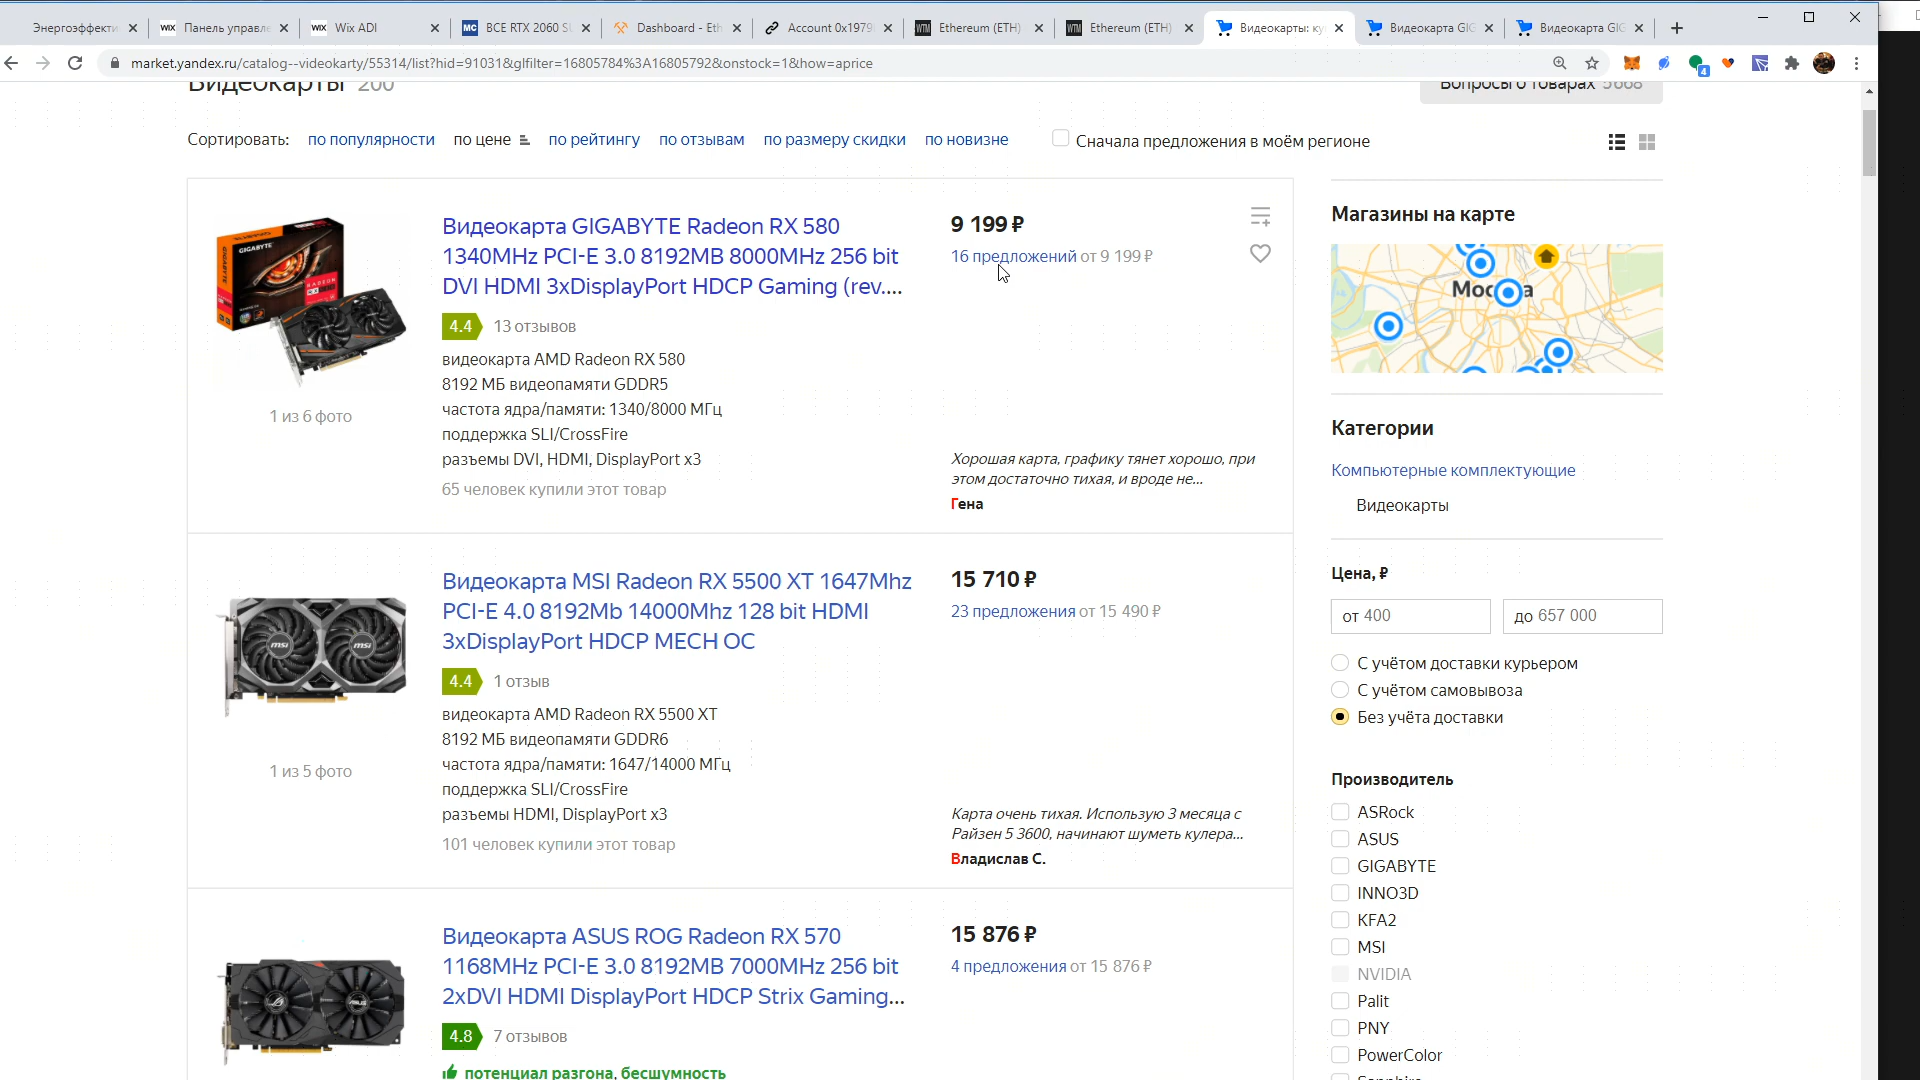 Энергоэффекти
Панель управле
Wix ADI
ВСЕ RTX 2060 SU
Dashboard - Eth
Account 0x1979
Ethereum (ETH)
Ethereum (ETH)
Видеокарты: ку
Видеокарта GIG
Видеокарта GIG
market.yandex.ru/catalog--videokarty/55314/list?hid=91031&glfilter=16805784%3A16805792&onstock=1&how=aprice
4
Видеокарты 200
Вопросы о товарах 5668
Сортировать: по популярности по цене по рейтингу по отзывам по размеру скидки по новизне
Сначала предложения в моём регионе
GIGABYTE
1 из 6 фото
Видеокарта GIGABYTE Radeon RX 580
1340MHz PCI-E 3.0 8192MB 8000MHz 256 bit
DVI HDMI 3xDisplayPort HDCP Gaming (rev....
4.4 13 отзывов
видеокарта AMD Radeon RX 580
8192 МБ видеопамяти GDDR5
частота ядра/памяти: 1340/8000 МГц
поддержка SLI/CrossFire
разъемы DVI, HDMI, DisplayPort x3
65 человек купили этот товар
9 199 ₽
16 предложений от 9 199 ₽
Хорошая карта, графику тянет хорошо, при
этом достаточно тихая, и вроде не...
Гена
msi
msi
1 из 5 фото
Видеокарта MSI Radeon RX 5500 XT 1647Mhz
PCI-E 4.0 8192Mb 14000Mhz 128 bit HDMI
3xDisplayPort HDCP MECH OC
4.4 1 отзыв
видеокарта AMD Radeon RX 5500 XT
8192 МБ видеопамяти GDDR6
частота ядра/памяти: 1647/14000 МГц
поддержка SLI/CrossFire
разъемы HDMI, DisplayPort x3
101 человек купили этот товар
15 710 ₽
23 предложения от 15 490 ₽
Карта очень тихая. Использую 3 месяца с
Райзен 5 3600, начинают шуметь кулера...
Владислав С.
Видеокарта ASUS ROG Radeon RX 570
1168MHz PCI-E 3.0 8192MB 7000MHz 256 bit
2xDVI HDMI DisplayPort HDCP Strix Gaming...
4.8 7 отзывов
потенциал разгона, бесшумность
15 876 ₽
4 предложения от 15 876 ₽
Магазины на карте
Москва
Категории
Компьютерные комплектующие
Видеокарты
Цена, ₽
от 400
до 657 000
С учётом доставки курьером
С учётом самовывоза
Без учёта доставки
Производитель
ASRock
ASUS
GIGABYTE
INNO3D
KFA2
MSI
NVIDIA
Palit
PNY
PowerColor
Sapphire